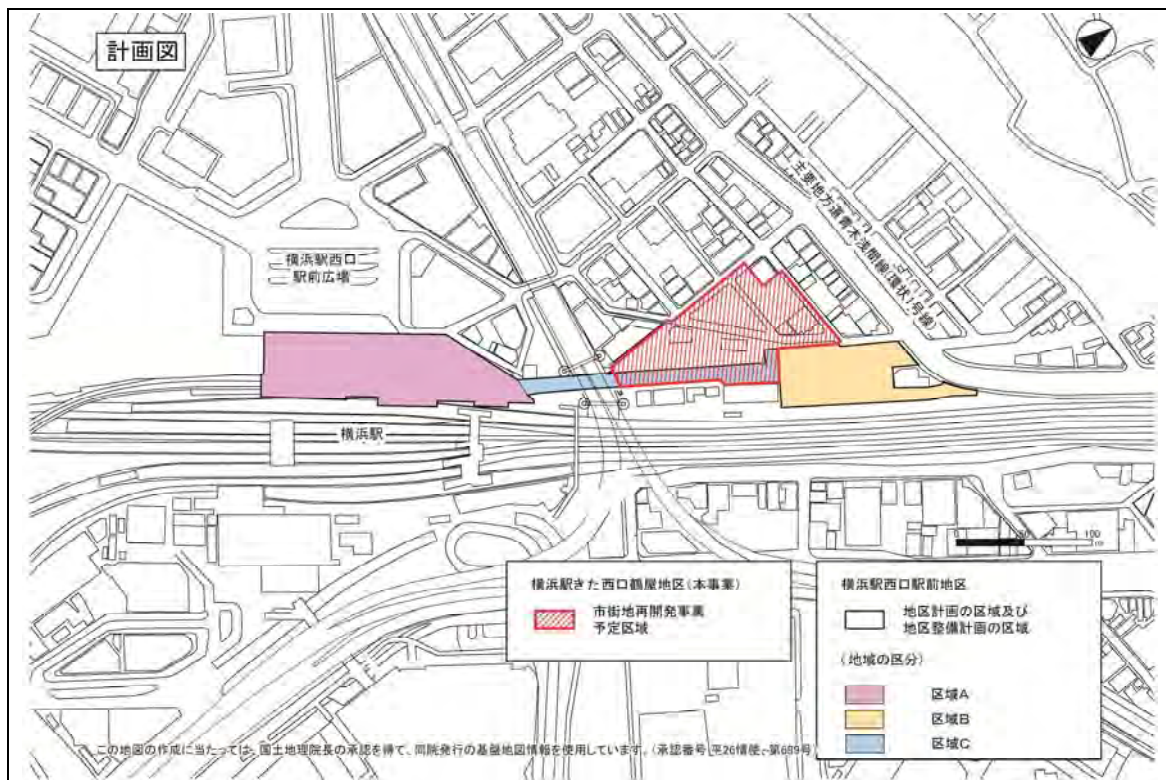 計画図
主要地方道青木浅間線(環状1号線)
横浜駅西口
駅前広場
横浜駅
100
横浜駅きた西口鶴屋地区(本事業)
市街地再開発事業
予定区域
横浜駅西口駅前地区
地区計画の区域及び
地区整備計画の区域
(地域の区分)
区域A
区域B
区域C
この地図の作成に当たっては、国土地理院長の承認を得て、同院発行の基盤地図情報を使用しています。(承認番号 平26情使、第689号)